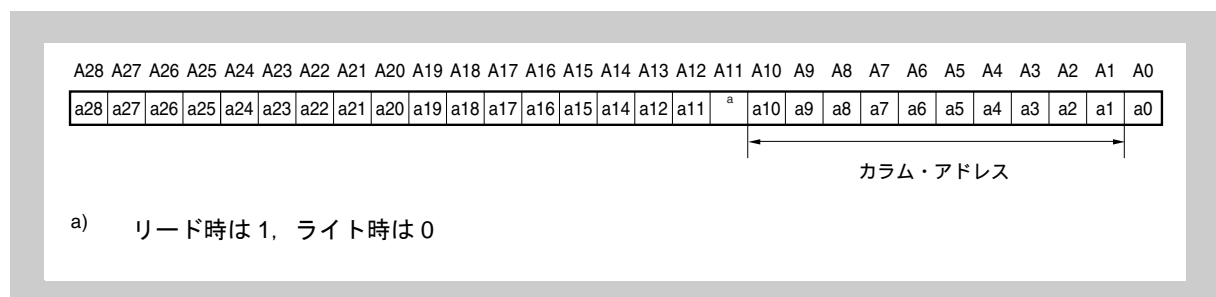 A28 A27 A26 A25 A24 A23 A22 A21 A20 A19 A18 A17 A16 A15 A14 A13 A12 A11 A10 A9 A8 A7 A6 A5 A4 A3 A2 A1 A0
a28 a27 a26 a25 a24 a23 a22 a21 a20 a19 a18 a17 a16 a15 a14 a12 a11 a a10 a9 a8 a7 a6 a5 a4 a3 a2 a1 a0
カラム・アドレス
a) リード時は 1, ライト時は 0